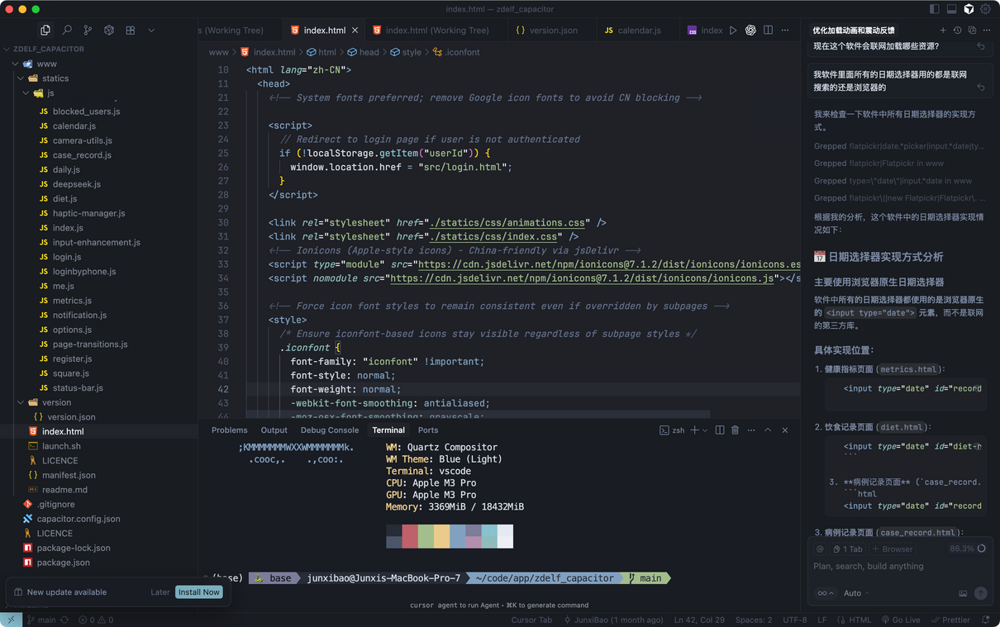 index.html — zdelf_capacitor
s (Working Tree)
index.html
index.html (Working Tree)
version.json
calendar.js
index
优化加载动画和震动反馈
ZDELF_CAPACITOR
www
statics
js
blocked_users.js
calendar.js
camera-utils.js
case_record.js
daily.js
deepseek.js
diet.js
haptic-manager.js
index.js
input-enhancement.js
login.js
loginbyphone.js
me.js
metrics.js
notification.js
options.js
page-transitions.js
register.js
square.js
status-bar.js
version
version.json
index.html
launch.sh
LICENCE
manifest.json
readme.md
.gitignore
capacitor.config.json
LICENCE
package-lock.json
package.json
New update available
Later
Install Now
www > index.html > html > head > style > .iconfont
10 <html lang="zh-CN">
11 <head>
21 <!-- System fonts preferred; remove Google icon fonts to avoid CN blocking -->
22
23 <script>
24 // Redirect to login page if user is not authenticated
25 if (!localStorage.getItem("userId")) {
26 window.location.href = "src/login.html";
27 }
28 </script>
29
30 <link rel="stylesheet" href="./statics/css/animations.css" />
31 <link rel="stylesheet" href="./statics/css/index.css" />
32 <!-- Ionicons (Apple-style icons) - China-friendly via jsDelivr -->
33 <script type="module" src="https://cdn.jsdelivr.net/npm/ionicons@7.1.2/dist/ionicons/ionicons.es
34 <script nomodule src="https://cdn.jsdelivr.net/npm/ionicons@7.1.2/dist/ionicons/ionicons.js"></s
35
36 <!-- Force icon font styles to remain consistent even if overridden by subpages -->
37 <style>
38 /* Ensure iconfont-based icons stay visible regardless of subpage styles */
39 .iconfont {
40 font-family: "iconfont" !important;
41 font-style: normal;
42 font-weight: normal;
43 -webkit-font-smoothing: antialiased;
44 -moz-osx-font-smoothing: grayscale;
Problems
Output
Debug Console
Terminal
Ports
zsh
;KMMMMMMMWXXWMMMMMMMk.
.cooc,. .,coo:.
WM: Quartz Compositor
WM Theme: Blue (Light)
Terminal: vscode
CPU: Apple M3 Pro
GPU: Apple M3 Pro
Memory: 3369MiB / 18432MiB
(base) base junxibao@Junxis-MacBook-Pro-7 ~/code/app/zdelf_capacitor main
cursor agent to run Agent • ⌘K to generate command
现在这个软件会联网加载哪些资源?
我软件里面所有的日期选择器用的都是联网
搜索的还是浏览器的
我来检查一下软件中所有日期选择器的实现方
式。
Grepped flatpickr|date.*picker|input.*date|ty...
Grepped flatpickr|Flatpickr in www
Grepped type=\"date\"|input.*date in www
Grepped flatpickr\(|new Flatpickr|Flatpickr\. ...
根据我的分析，这个软件中的日期选择器实现情
况如下：
📅 日期选择器实现方式分析
主要使用浏览器原生日期选择器
软件中所有的日期选择器都使用的是浏览器原生
的 <input type="date"> 元素，而不是联网
的第三方库。
具体实现位置：
1. 健康指标页面 (metrics.html)：
<input type="date" id="record
2. 饮食记录页面 (diet.html)：
<input type="date" id="diet-
```
3. **病例记录页面** (`case_record.
```html
<input type="date" id="record
3. 病例记录页面 (case_record.html)：
@
1 Tab
Browser
86.3%
Plan, search, build anything
∞
Auto
main
0
0
Cursor Tab
JunxiBao (1 month ago)
Ln 42, Col 29
Spaces: 2
UTF-8
LF
HTML
Go Live
Prettier